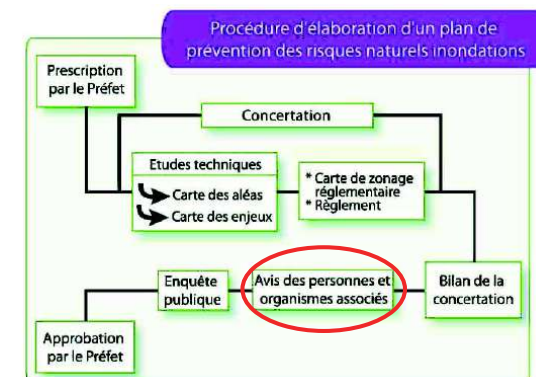 Procédure d'élaboration d'un plan de
prévention des risques naturels inondations
Prescription
par le Préfet
Concertation
Etudes techniques
Carte des aléas
Carte des enjeux
* Carte de zonage
réglementaire
* Règlement
Enquête
publique
Avis des personnes et
organismes associés
Bilan de la
concertation
Approbation
par le Préfet